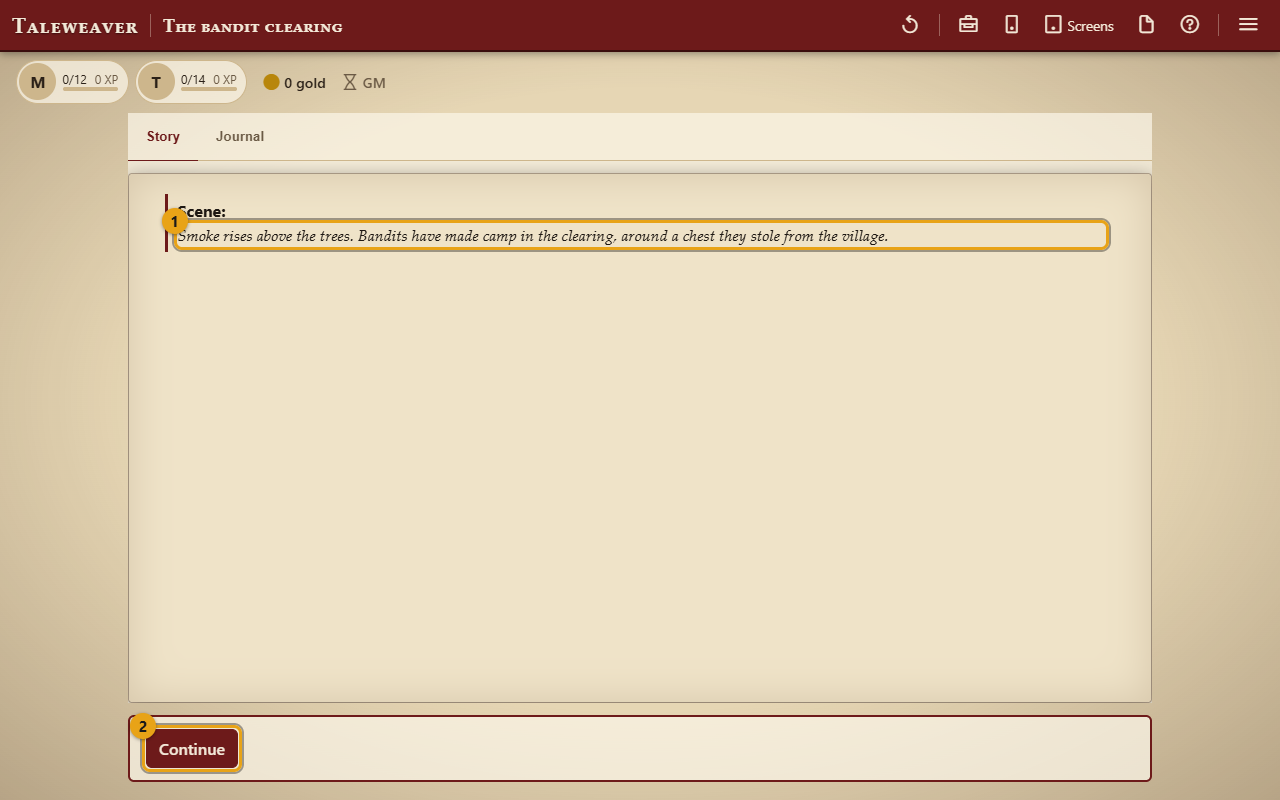 Taleweaver
The bandit clearing
Screens
M
0/12 0 XP
T
0/14 0 XP
0 gold
GM
Story
Journal
Scene:
1
Smoke rises above the trees. Bandits have made camp in the clearing, around a chest they stole from the village.
2
Continue